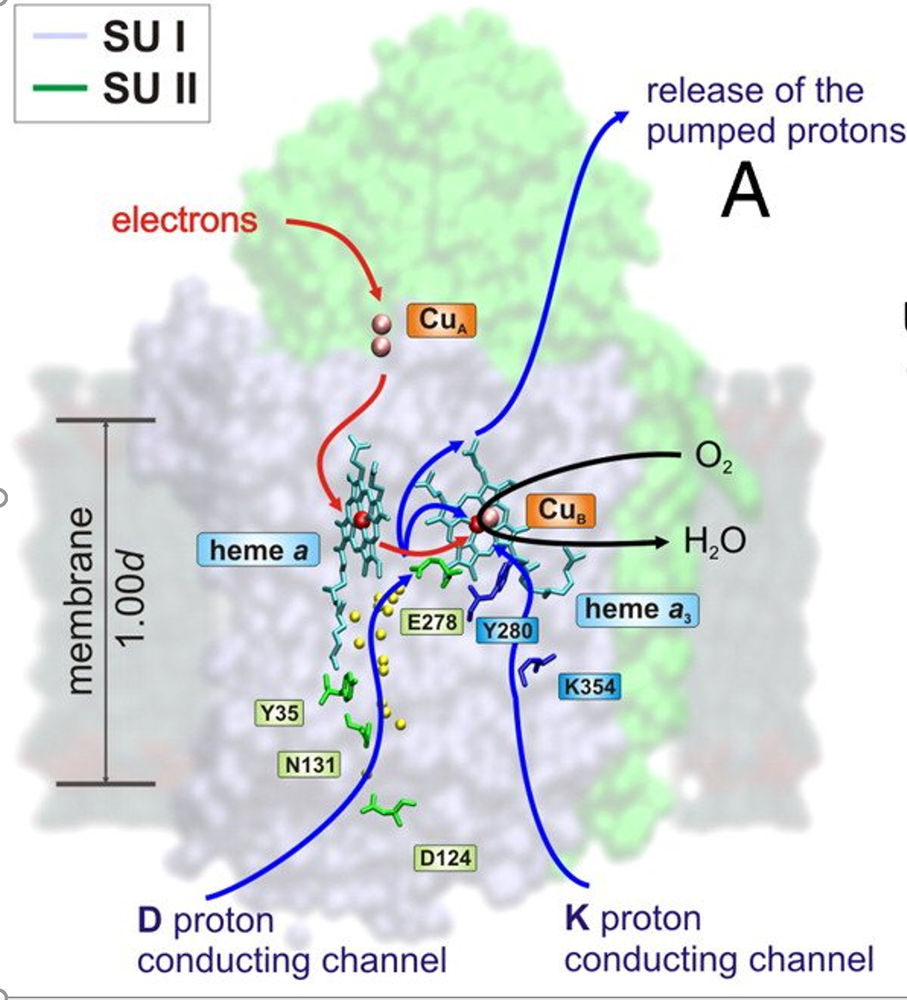 SU I
SU II
release of the
pumped protons
A
electrons
CuA
O2
CuB
H2O
heme a
membrane
1.00d
E278
Y280
heme a3
K354
Y35
N131
D124
D proton
conducting channel
K proton
conducting channel